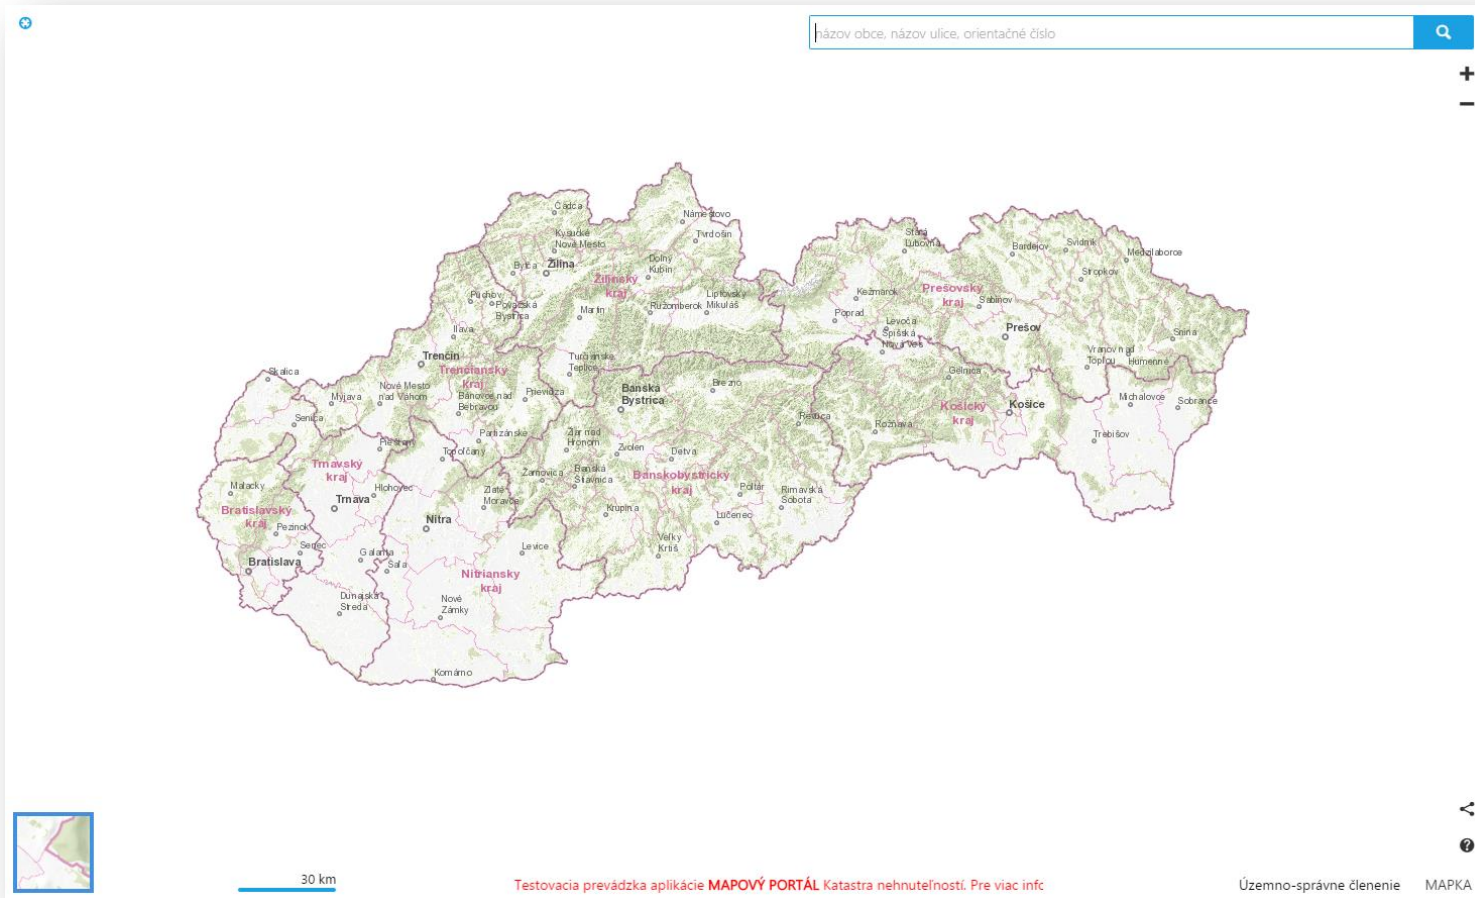 názov obce, názov ulice, orientačné číslo
Čadca
Námestovo
Kysucké
Nové Mesto
Tvrdošín
Stará
Ľubovňa
Bardejov
Svidník
Medzilaborce
Bytča
Žilina
Dolný
Kubín
Stropkov
Žilinský
kraj
Prešovský
kraj
Púchov
Považská
Bystrica
Martin
Ružomberok
Liptovský
Mikuláš
Kežmarok
Sabinov
Poprad
Levoča
Spišská
Nová Ves
Prešov
Ilava
Snina
Trenčín
Trenčiansky
kraj
Turčianske
Teplice
Vranov nad
Topľou
Humenné
Skalica
Myjava
Nové Mesto
nad Váhom
Bánovce nad
Bebravou
Prievidza
Banská
Bystrica
Brezno
Gelnica
Košický
kraj
Košice
Michalovce
Sobrance
Senica
Partizánske
Žiar nad
Hronom
Revúca
Rožňava
Trebišov
Piešťany
Topoľčany
Zvolen
Detva
Trnavský
kraj
Žarnovica
Banská
Štiavnica
Banskobystrický
kraj
Malacky
Hlohovec
Trnava
Zlaté
Moravce
Poltár
Rimavská
Sobota
Bratislavský
kraj
Pezinok
Nitra
Krupina
Lučenec
Senec
Galanta
Šaľa
Levice
Veľký
Krtíš
Bratislava
Nitriansky
kraj
Dunajská
Streda
Nové
Zámky
Komárno
30 km
Testovacia prevádzka aplikácie MAPOVÝ PORTÁL Katastra nehnuteľností. Pre viac infc
Územno-správne členenie
MAPKA